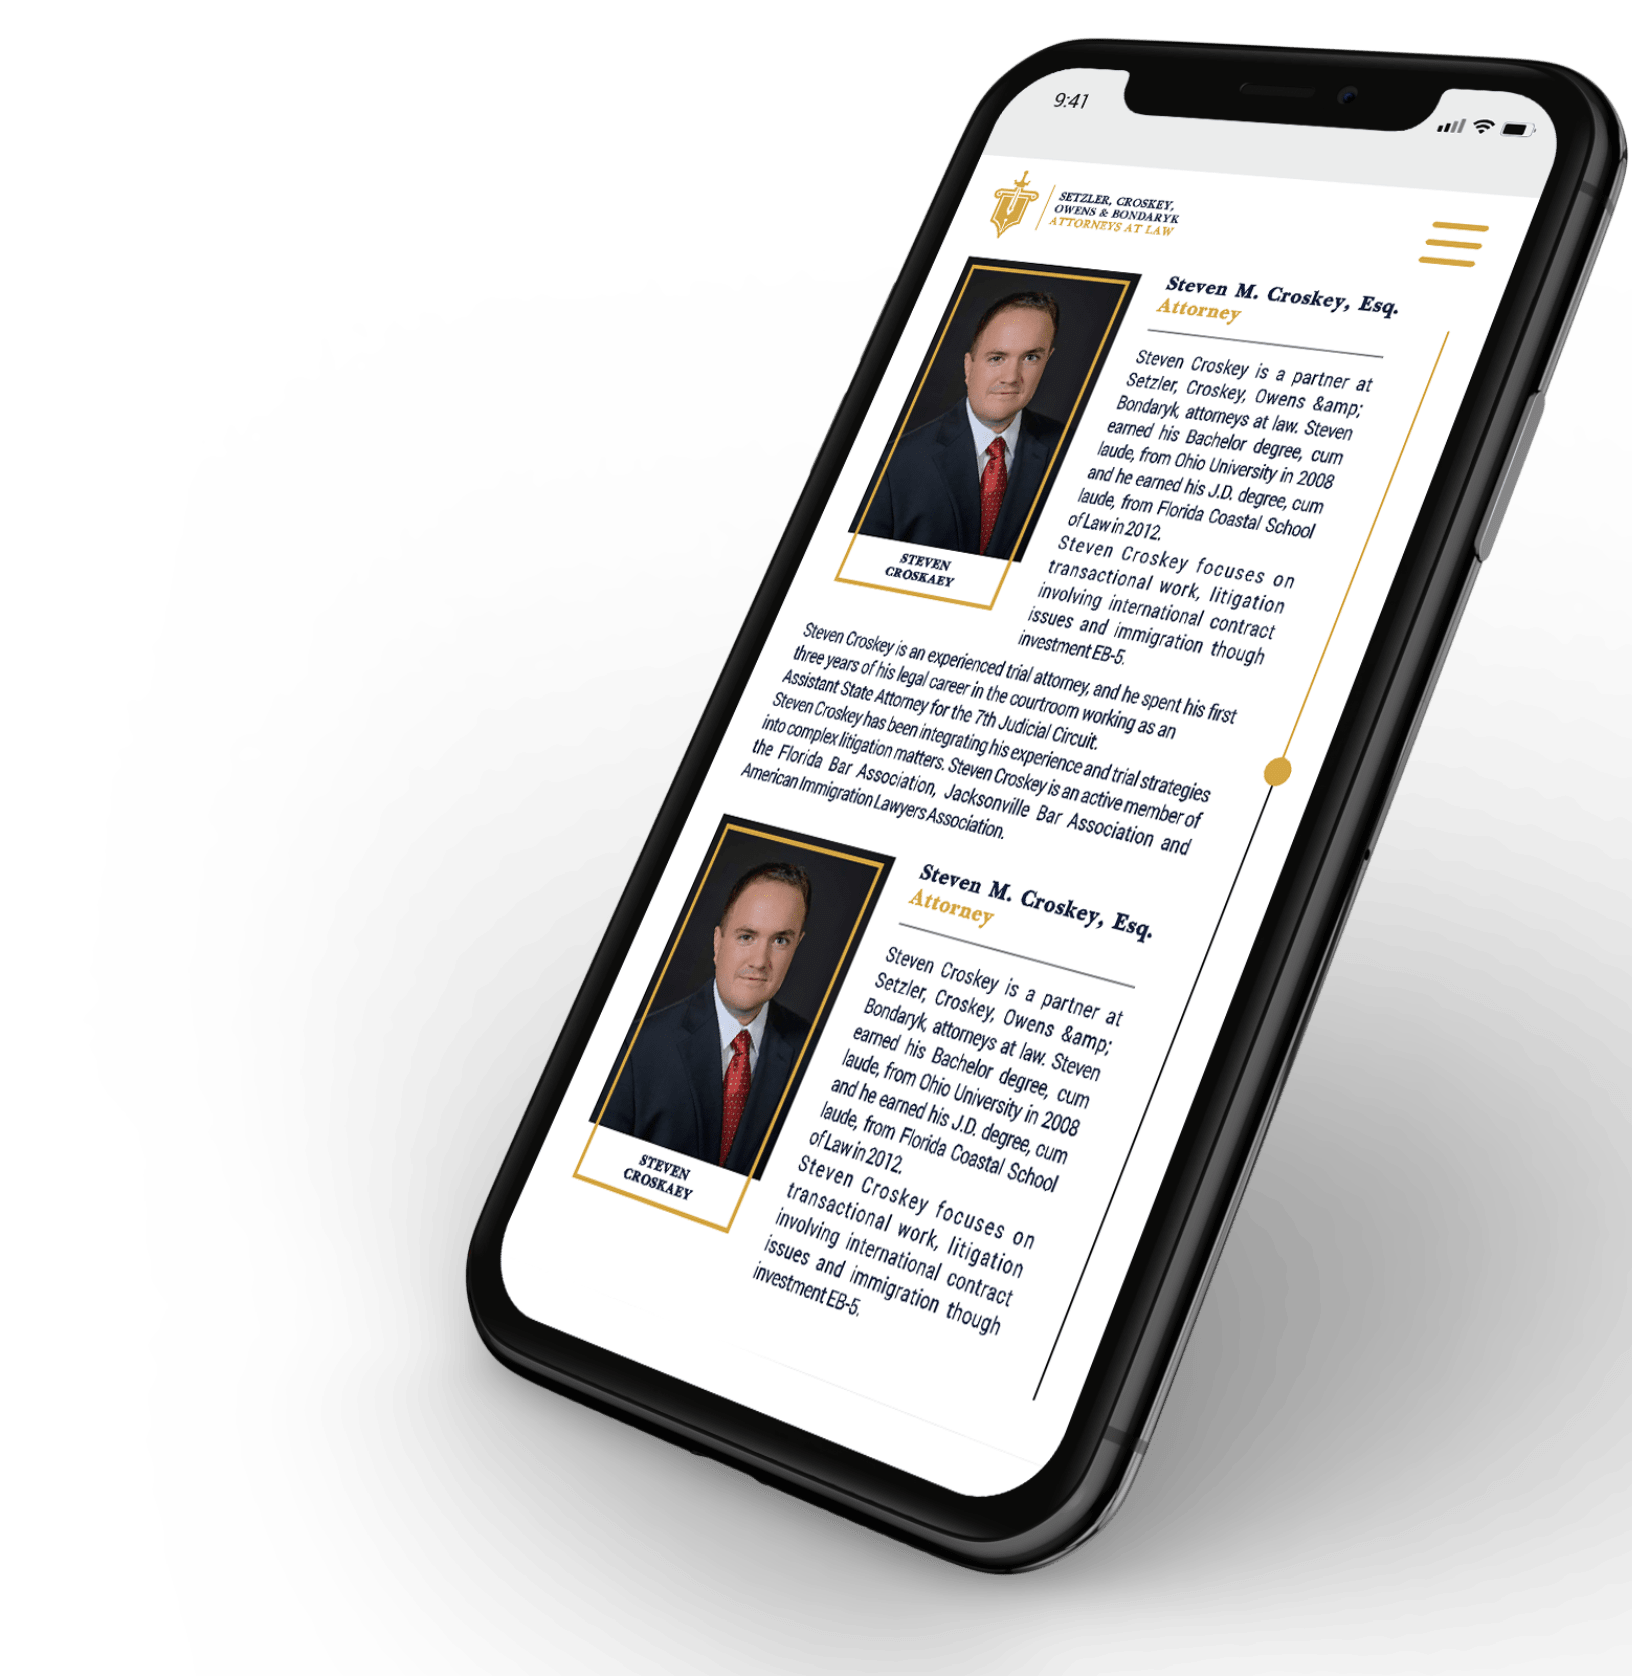 9:41
SETZLER, CROSKEY,
OWENS & BONDARYK
ATTORNEYS AT LAW
Steven M. Croskey, Esq.
Attorney
Steven Croskey is a partner at
Setzler, Croskey, Owens &amp;
Bondaryk, attorneys at law. Steven
earned his Bachelor degree, cum
laude, from Ohio University in 2008
and he earned his J.D. degree, cum
laude, from Florida Coastal School
of Law in 2012.
Steven Croskey focuses on
transactional work, litigation
involving international contract
issues and immigration though
investment EB-5.
STEVEN
CROSKAEY
Steven Croskey is an experienced trial attorney, and he spent his first
three years of his legal career in the courtroom working as an
Assistant State Attorney for the 7th Judicial Circuit.
Steven Croskey has been integrating his experience and trial strategies
into complex litigation matters. Steven Croskey is an active member of
the Florida Bar Association, Jacksonville Bar Association and
American Immigration Lawyers Association.
Steven M. Croskey, Esq.
Attorney
Steven Croskey is a partner at
Setzler, Croskey, Owens &amp;
Bondaryk, attorneys at law. Steven
earned his Bachelor degree, cum
laude, from Ohio University in 2008
and he earned his J.D. degree, cum
laude, from Florida Coastal School
of Law in 2012.
Steven Croskey focuses on
transactional work, litigation
involving international contract
issues and immigration though
investment EB-5.
STEVEN
CROSKAEY